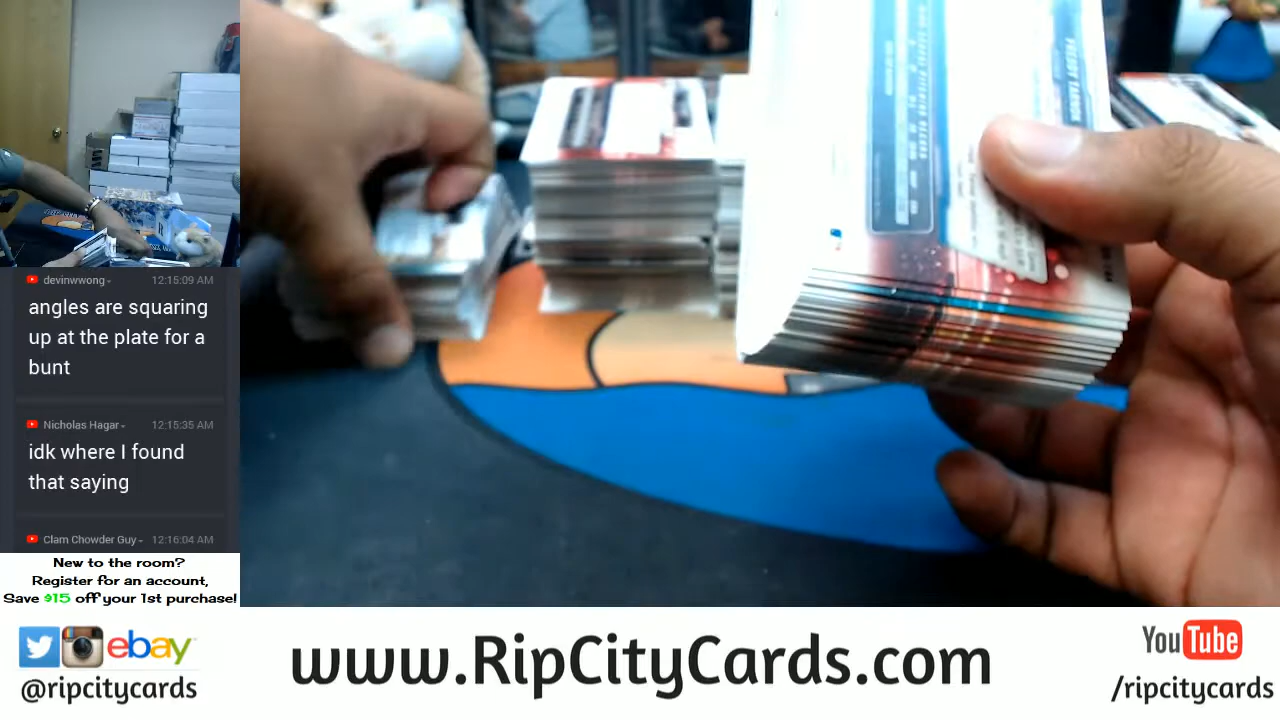 devinwwong
12:15:09 AM
angles are squaring
up at the plate for a
bunt
Nicholas Hagar
12:15:35 AM
idk where I found
that saying
Clam Chowder Guy
12:16:04 AM
New to the room?
Register for an account,
Save $15 off your 1st purchase!
ebay
@ripcitycards
www.RipCityCards.com
YouTube
/ripcitycards